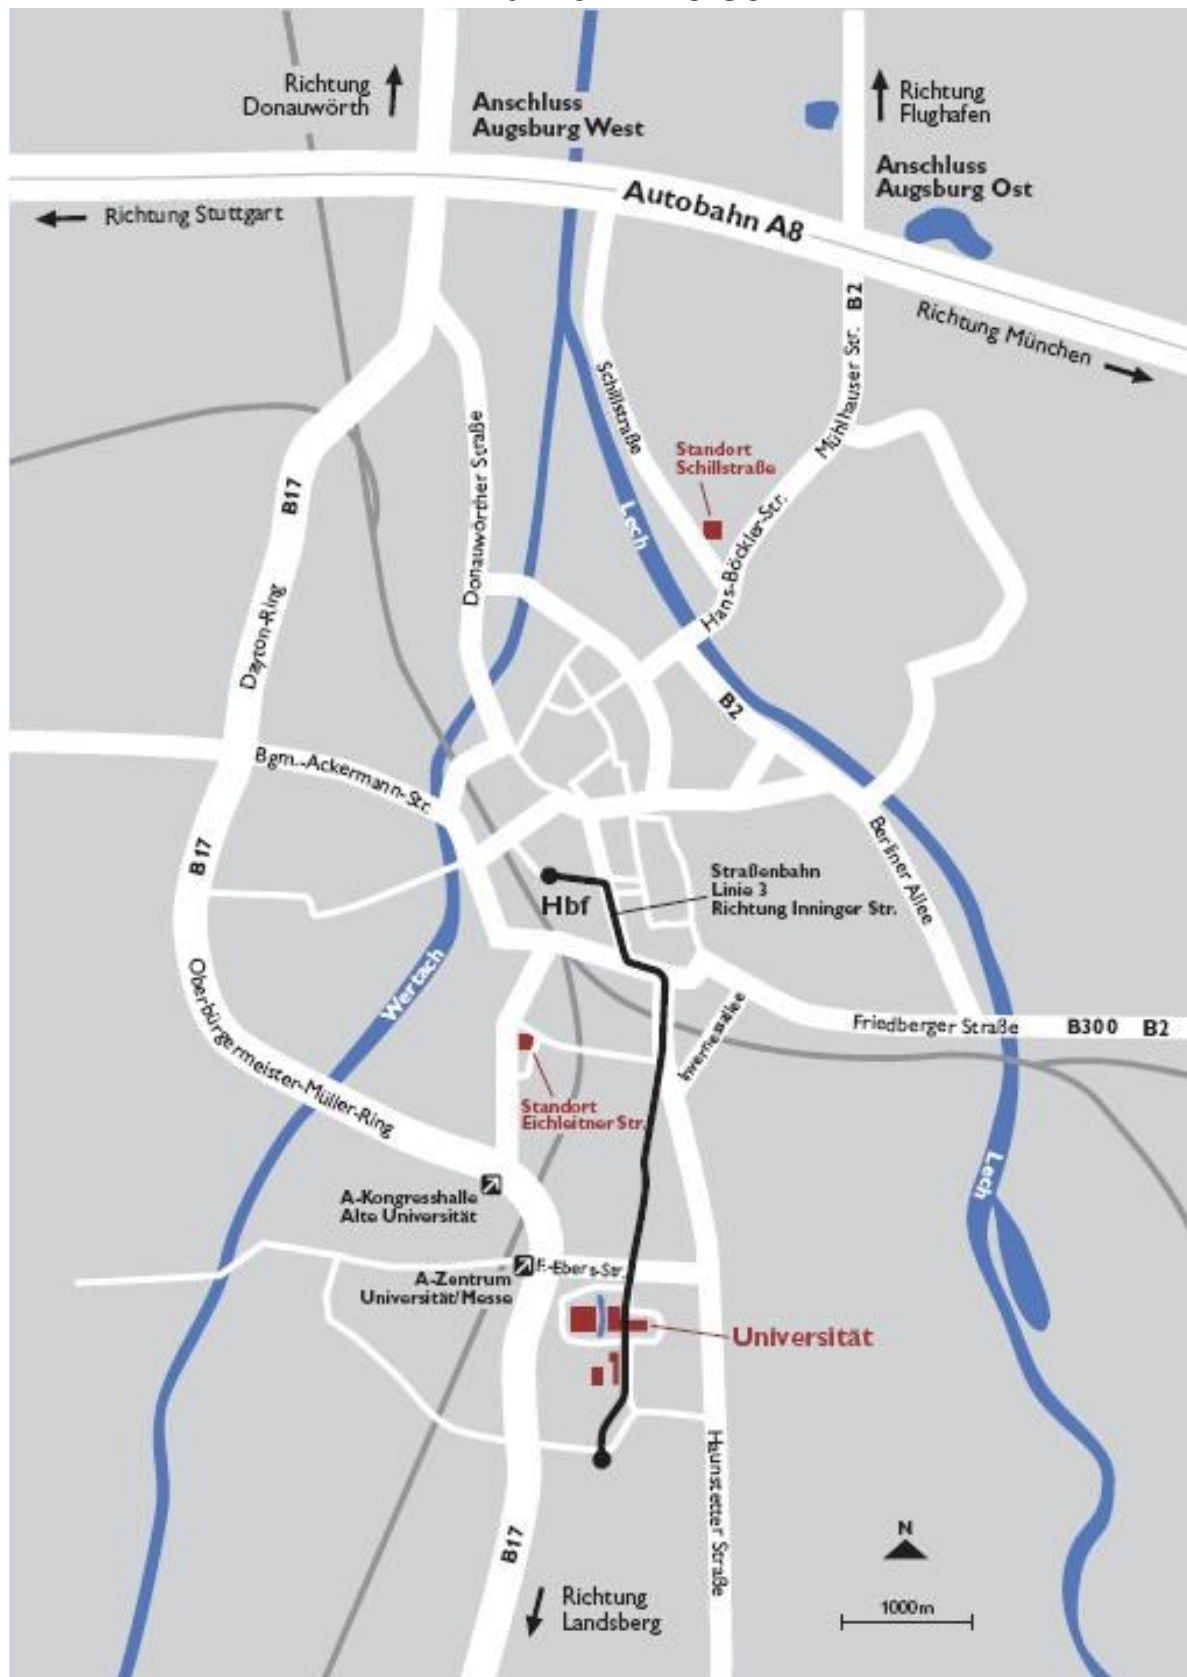 Richtung
Donauwörth
Anschluss
Augsburg West
Richtung
Flughafen
Anschluss
Augsburg Ost
Richtung Stuttgart
Autobahn A8
B2
Richtung München
Mühlhauser Str.
Schillstraße
Standort
Schillstraße
Donauwörther Straße
B17
Lech
Hans-Böckler-Str.
Dayton-Ring
B2
Bgm.-Ackermann-Str.
B17
Berliner Allee
Straßenbahn
Linie 3
Richtung Inninger Str.
Hbf
Wertach
Oberbürgermeister-Müller-Ring
Inverness​allee
Friedberger Straße
B300
B2
Standort
Eichleitner Str.
Lech
A-Kongresshalle
Alte Universität
F.-Ebers-Str.
A-Zentrum
Universität/Messe
Universität
Haunstetter Straße
B17
N
1000m
Richtung
Landsberg